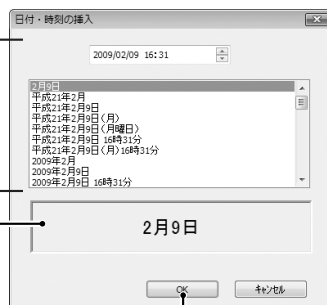 日付・時刻の挿入
2009/02/09 16:31
2月9日
平成21年2月
平成21年2月9日
平成21年2月9日(月)
平成21年2月9日(月曜日)
平成21年2月9日 16時31分
平成21年2月9日(月)16時31分
2009年2月
2009年2月9日
2009年2月9日 16時31分
2月9日
OK
キャンセル